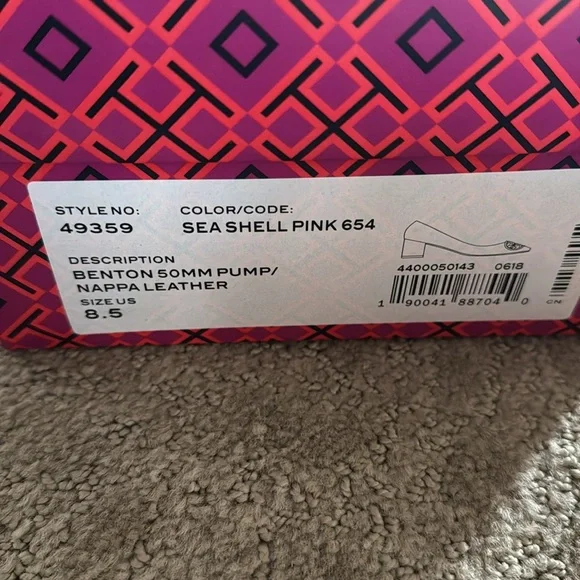 STYLE NO: COLOR/CODE:
49359 SEA SHELL PINK 654
DESCRIPTION
BENTON 50MM PUMP/
NAPPA LEATHER
SIZE US
8.5
4400050143 0618
1 90041 88704 0
CN